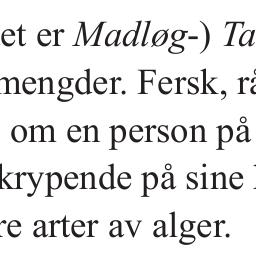 et er Madløg-) Ta
mengder. Fersk, rå
om en person på
krypende på sine
re arter av alger.